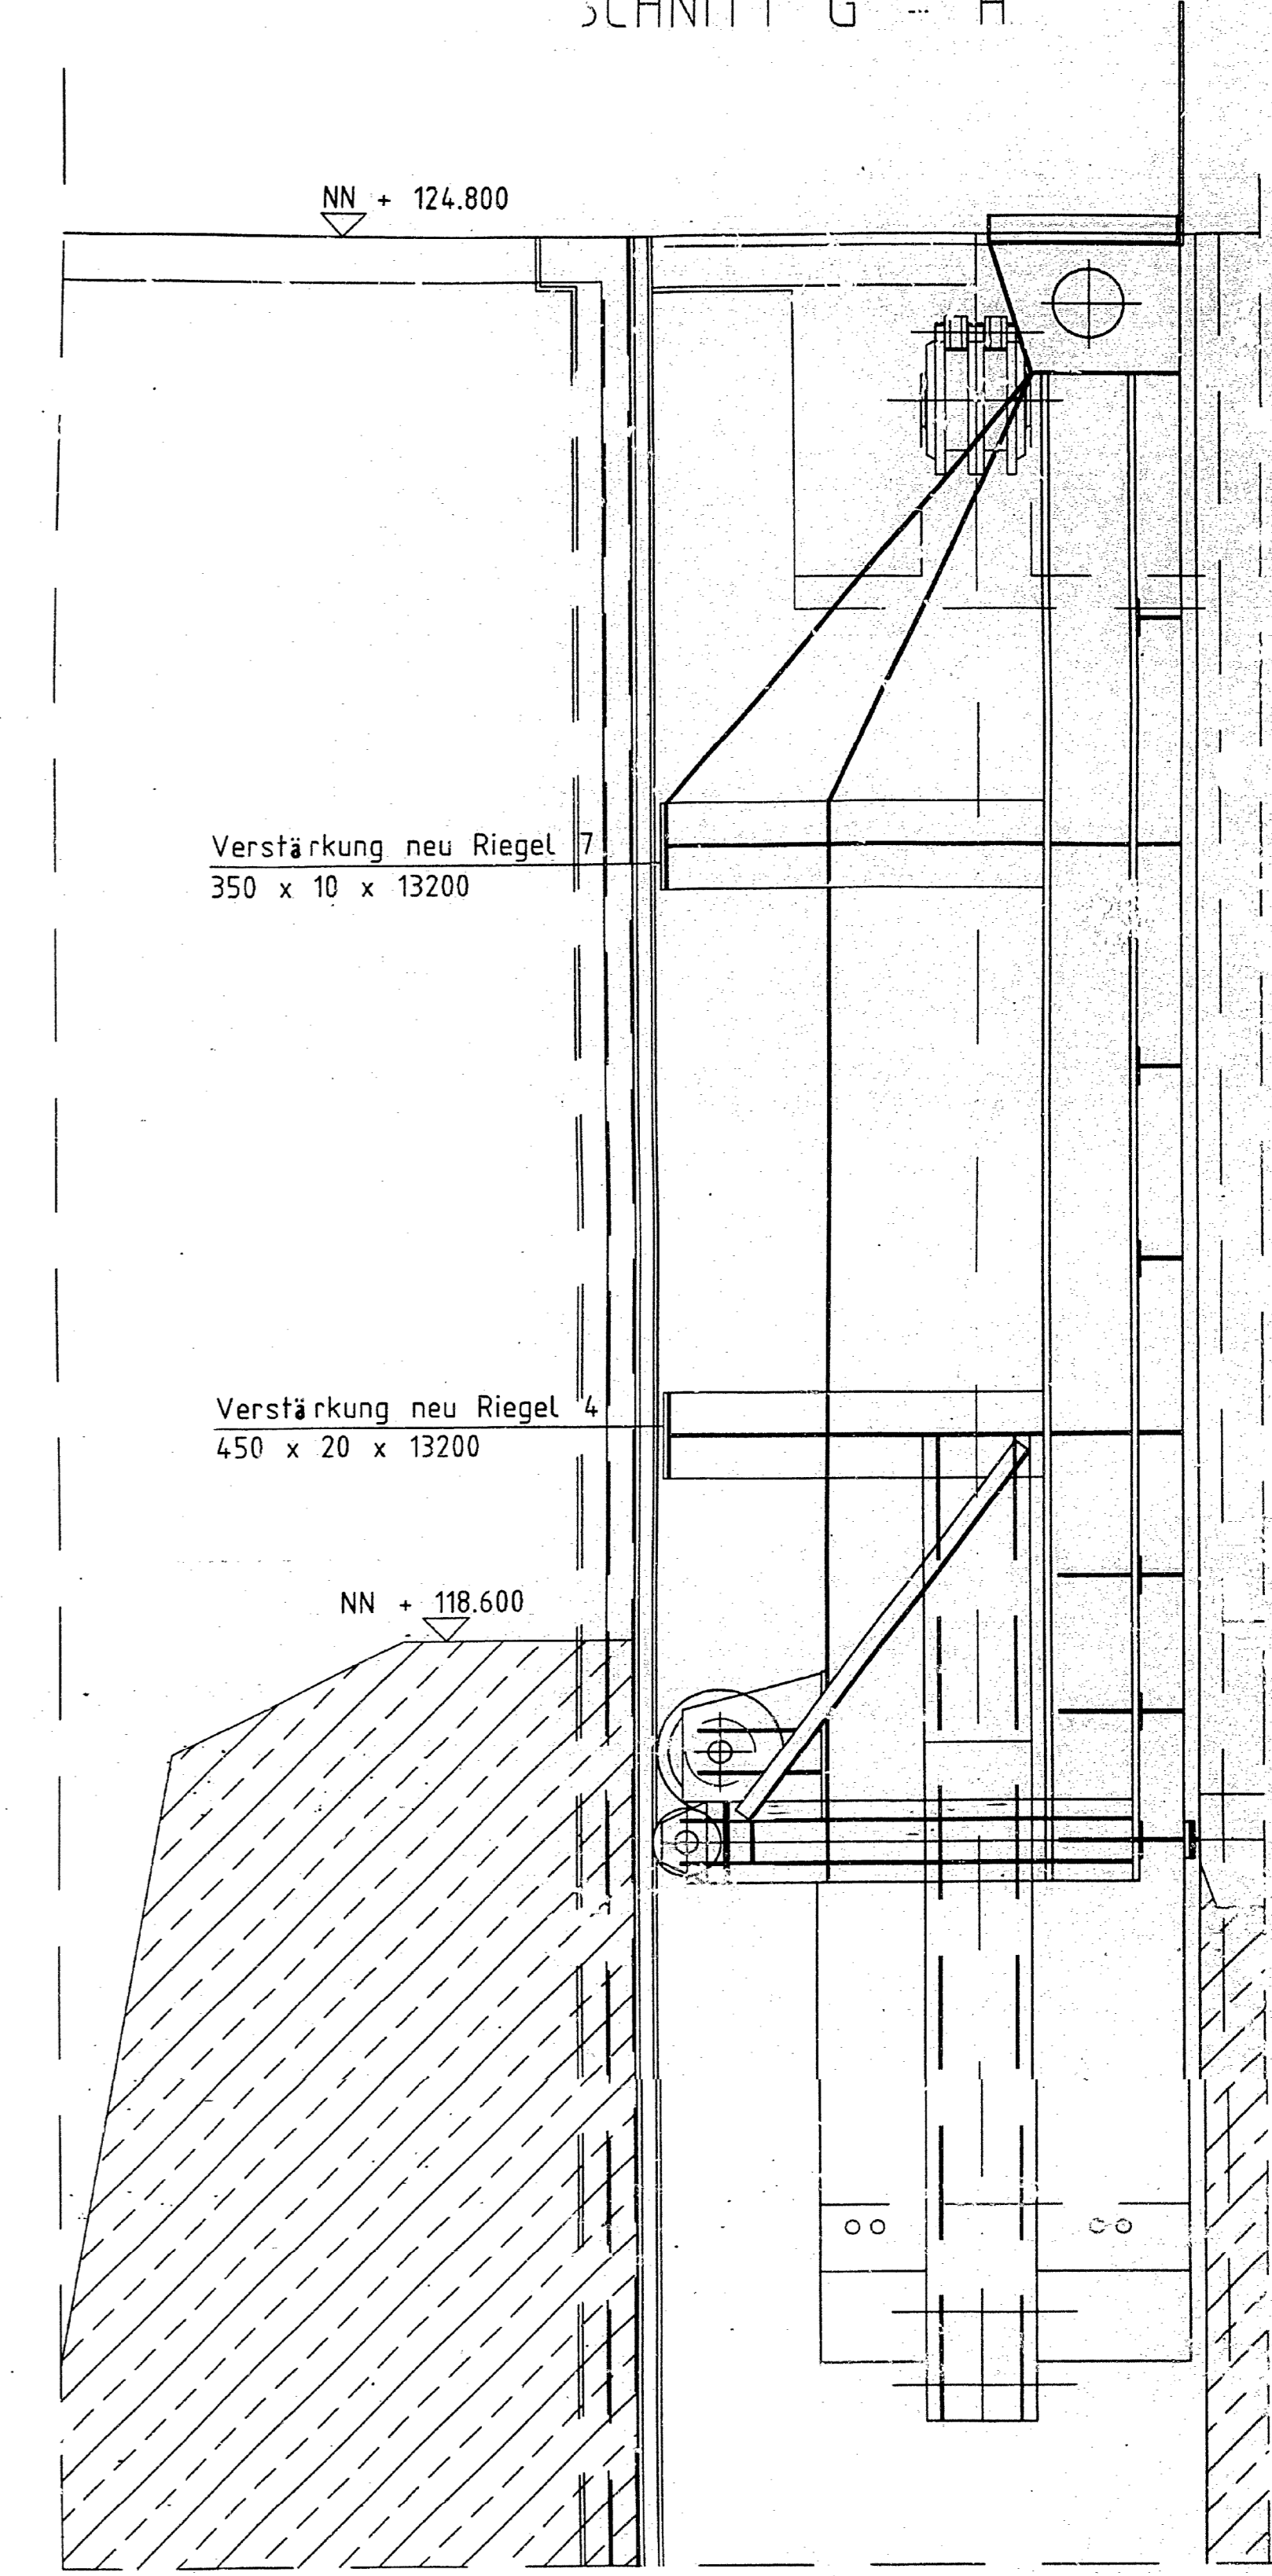 SCHNITT G - H
NN + 124.800
Verstärkung neu Riegel 7
350 x 10 x 13200
Verstärkung neu Riegel 4
450 x 20 x 13200
NN + 118.600